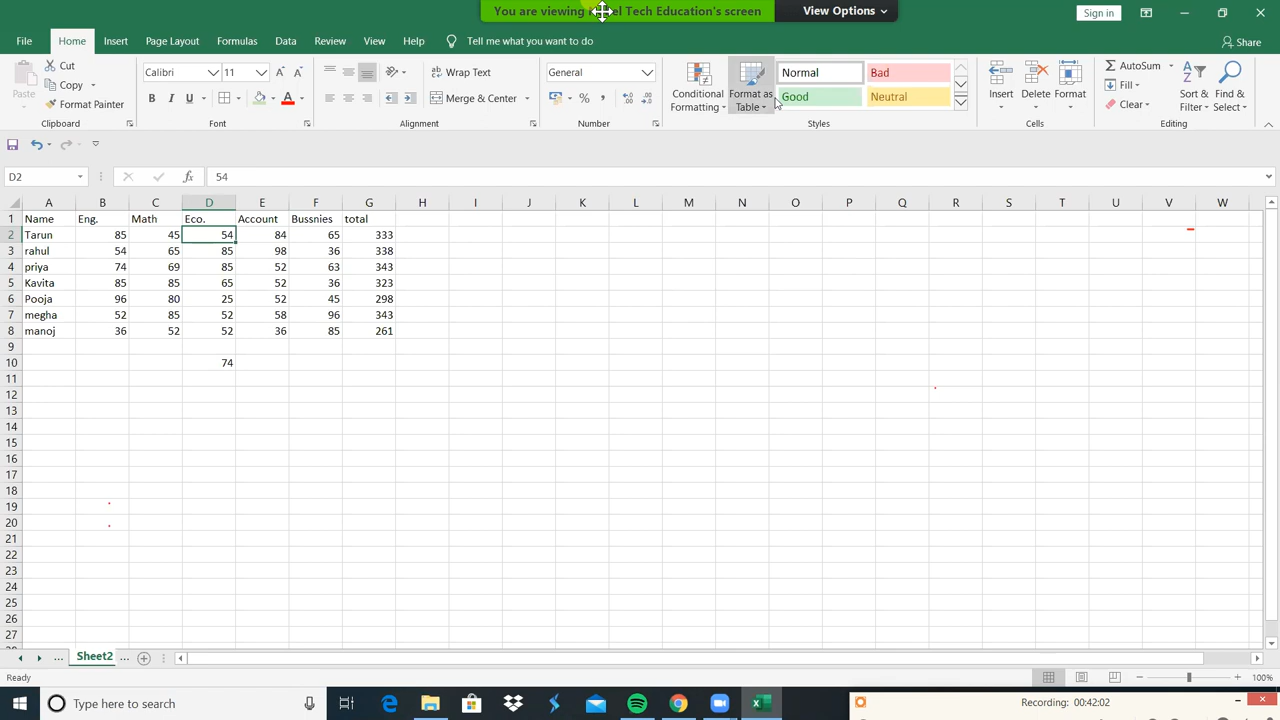 You are viewing el Tech Education's screen
View Options
Sign in
File Home Insert Page Layout Formulas Data Review View Help Tell me what you want to do
Share
Paste
Cut
Copy
Format Painter
Clipboard
Calibri 11
B I U
Font
Wrap Text
Merge & Center
Alignment
General
% ,
Number
Conditional Formatting
Format as Table
Normal Bad
Good Neutral
Styles
Insert Delete Format
Cells
AutoSum
Fill
Clear
Sort & Filter
Find & Select
Editing
D2 fx 54
A B C D E F G H I J K L M N O P Q R S T U V W
1 Name Eng. Math Eco. Account Bussnies total
2 Tarun 85 45 54 84 65 333
3 rahul 54 65 85 98 36 338
4 priya 74 69 85 52 63 343
5 Kavita 85 85 65 52 36 323
6 Pooja 96 80 25 52 45 298
7 megha 52 85 52 58 96 343
8 manoj 36 52 52 36 85 261
9
10 74
11
12
13
14
15
16
17
18
19
20
21
22
23
24
25
26
27
... Sheet2 ...
Ready
100%
Type here to search
Recording: 00:42:02